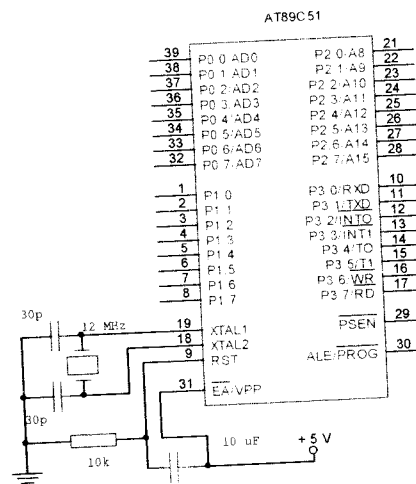 AT89C51
39 P0.0/AD0 P2.0/A8 21
38 P0.1/AD1 P2.1/A9 22
37 P0.2/AD2 P2.2/A10 23
36 P0.3/AD3 P2.3/A11 24
35 P0.4/AD4 P2.4/A12 25
34 P0.5/AD5 P2.5/A13 26
33 P0.6/AD6 P2.6/A14 27
32 P0.7/AD7 P2.7/A15 28
1 P1.0 P3.0/RXD 10
2 P1.1 P3.1/TXD 11
3 P1.2 P3.2/INT0 12
4 P1.3 P3.3/INT1 13
5 P1.4 P3.4/TO 14
6 P1.5 P3.5/T1 15
7 P1.6 P3.6/WR 16
8 P1.7 P3.7/RD 17
30p
12 MHz 19 XTAL1 PSEN 29
18 XTAL2
9 RST ALE/PROG 30
31 EA/VPP
30p
10k 10 uF +5 V